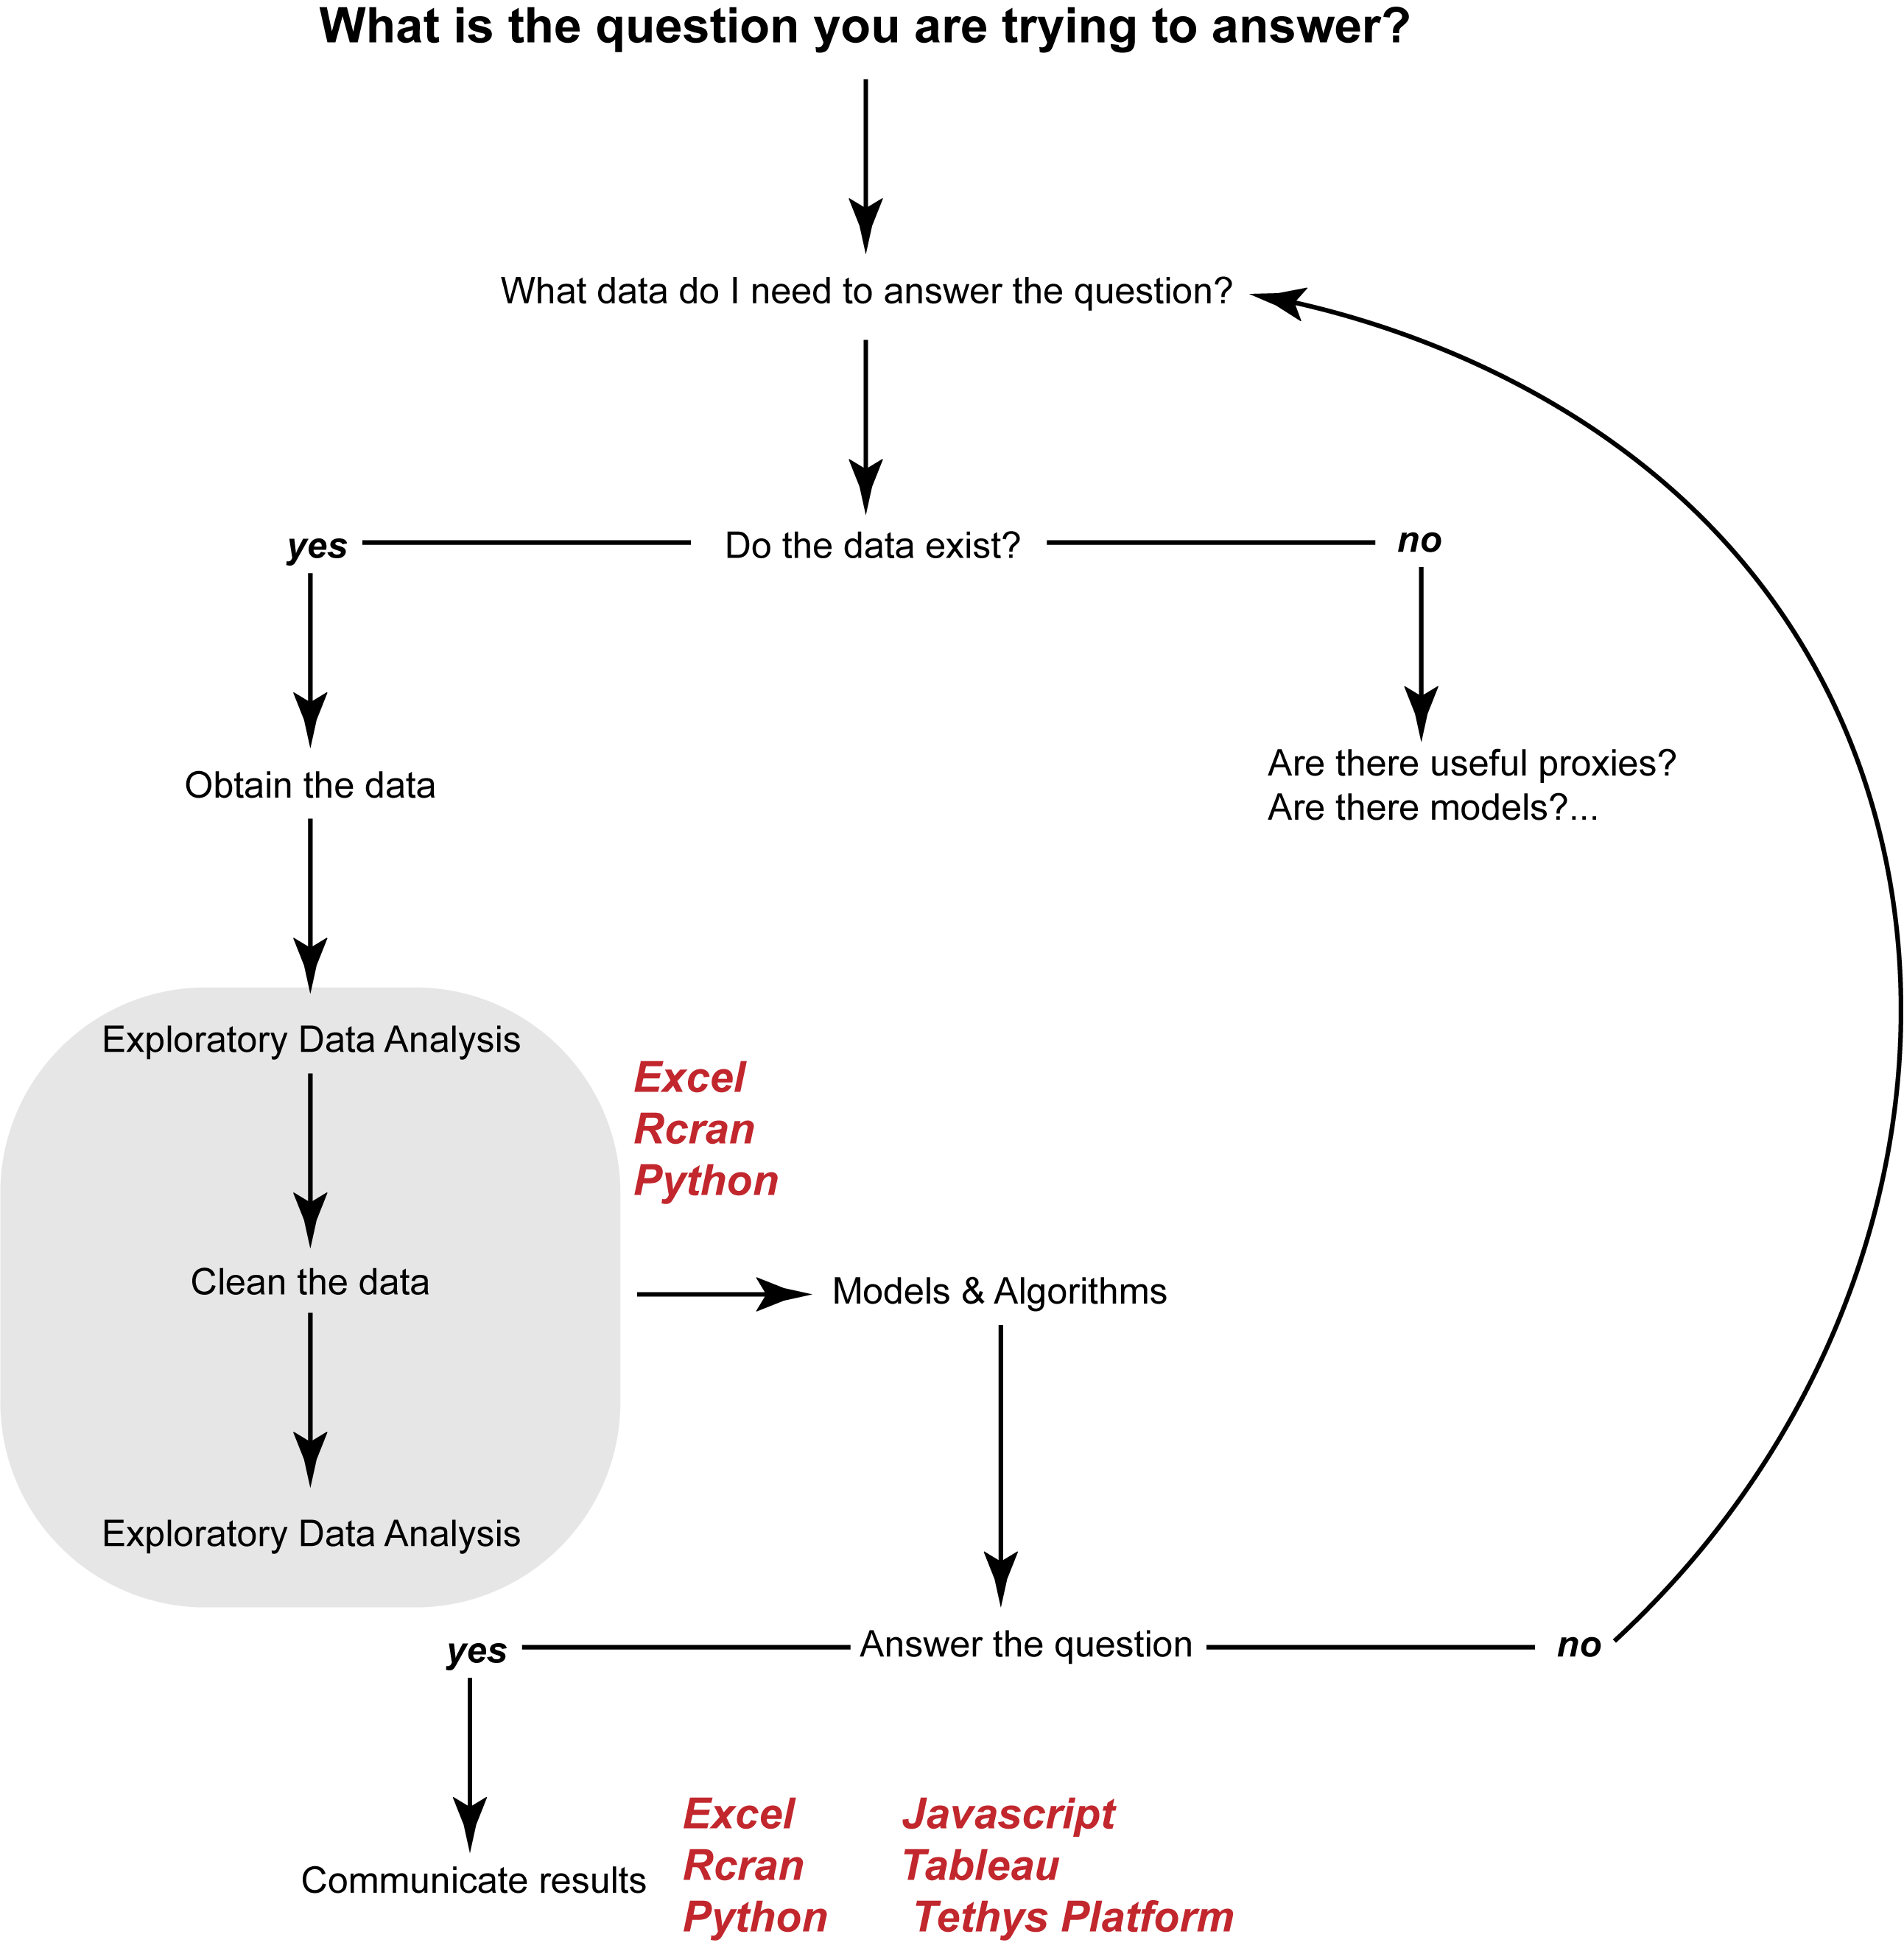 What is the question you are trying to answer?
What data do I need to answer the question?
yes
Do the data exist?
no
Obtain the data
Are there useful proxies?
Are there models?...
Exploratory Data Analysis
Excel
Rcran
Python
Clean the data
Models & Algorithms
Exploratory Data Analysis
yes
Answer the question
no
Communicate results
Excel
Rcran
Python
Javascript
Tableau
Tethys Platform